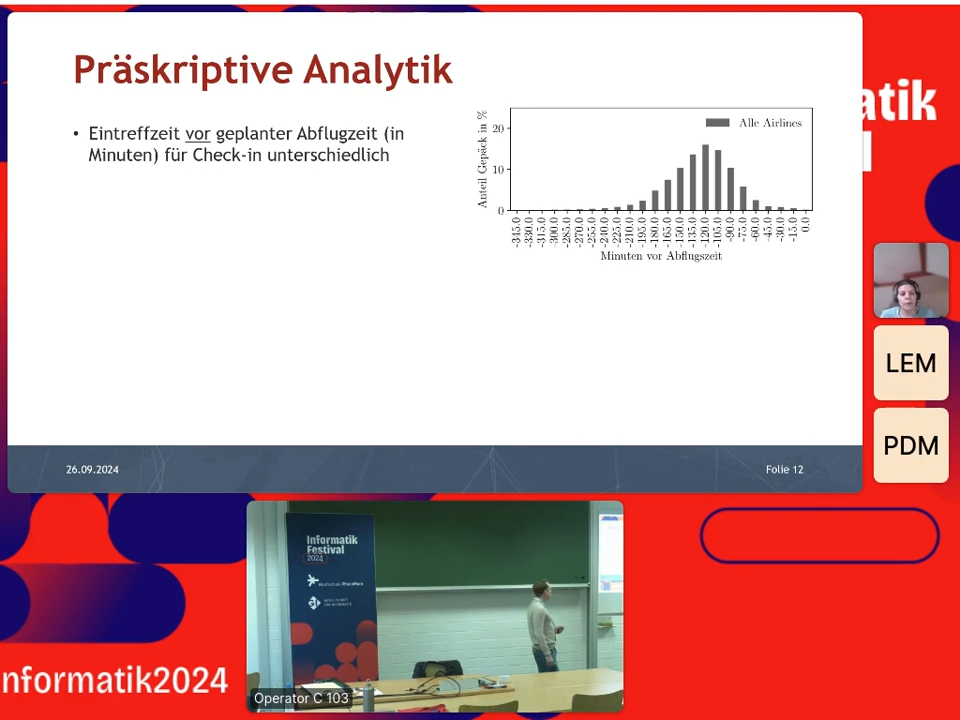 Präskriptive Analytik
• Eintreffzeit vor geplanter Abflugzeit (in
Minuten) für Check-in unterschiedlich
Anteil Gepäck in %
20
10
0
Alle Airlines
-345.0
-330.0
-315.0
-300.0
-285.0
-270.0
-255.0
-240.0
-225.0
-210.0
-195.0
-180.0
-165.0
-150.0
-135.0
-120.0
-105.0
-90.0
-75.0
-60.0
-45.0
-30.0
-15.0
0.0
Minuten vor Abflugszeit
26.09.2024
Folie 12
atik
LEM
PDM
Informatik
Festival
2024
Hochschule RheinMain
Operator C 103
nformatik2024